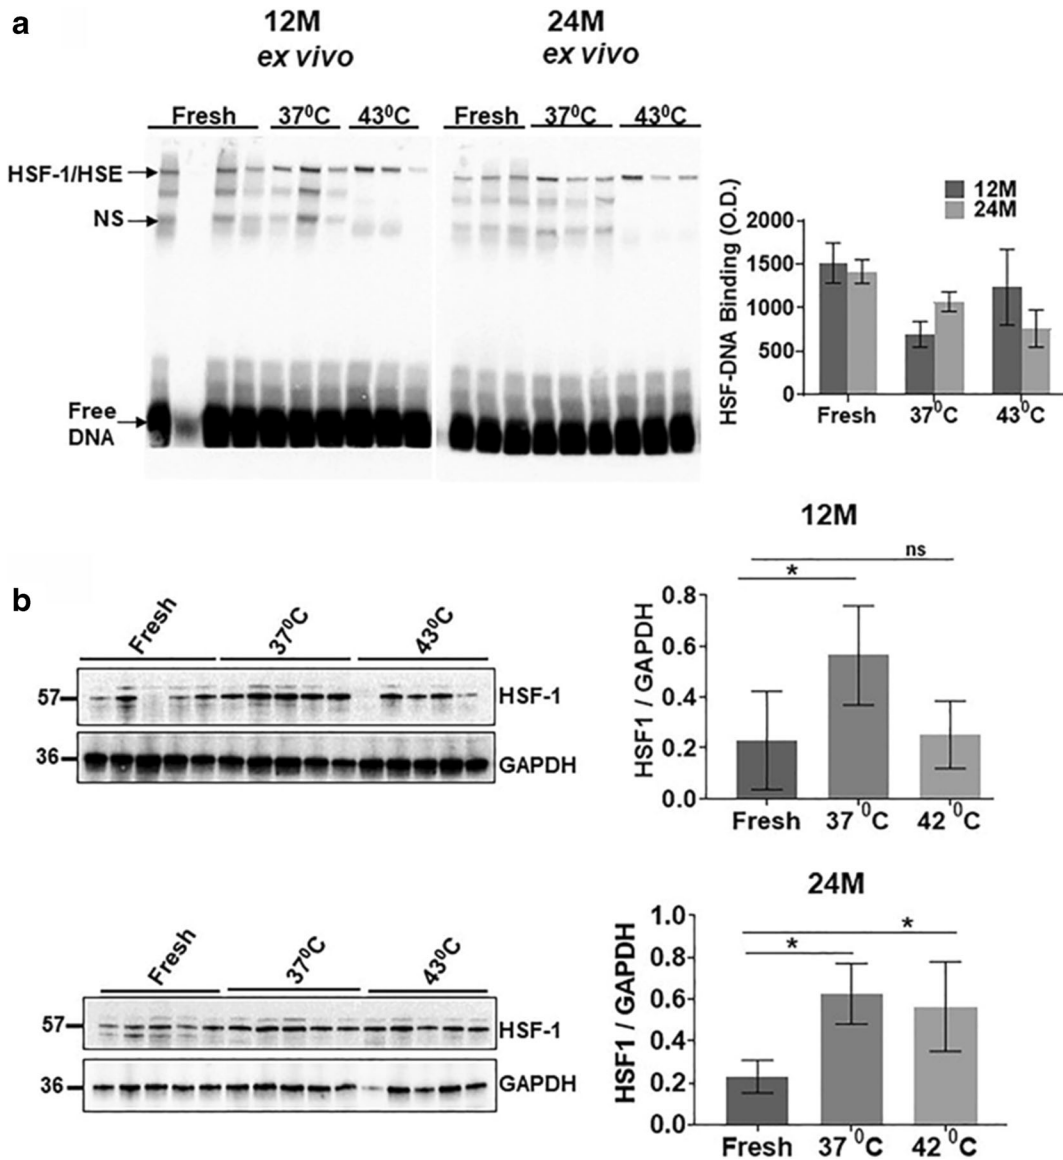 a
12M
ex vivo
24M
ex vivo
Fresh 37⁰C 43⁰C
Fresh 37⁰C 43⁰C
HSF-1/HSE
NS
Free
DNA
12M
24M
HSF-DNA Binding (O.D.)
2000
1500
1000
500
0
Fresh 37⁰C 43⁰C
b
Fresh 37⁰C 43⁰C
57 HSF-1
36 GAPDH
12M
ns
*
HSF1 / GAPDH
0.8
0.6
0.4
0.2
0.0
Fresh 37 ⁰C 42 ⁰C
Fresh 37⁰C 43⁰C
57 HSF-1
36 GAPDH
24M
*
*
HSF1 / GAPDH
1.0
0.8
0.6
0.4
0.2
0.0
Fresh 37 ⁰C 42 ⁰C